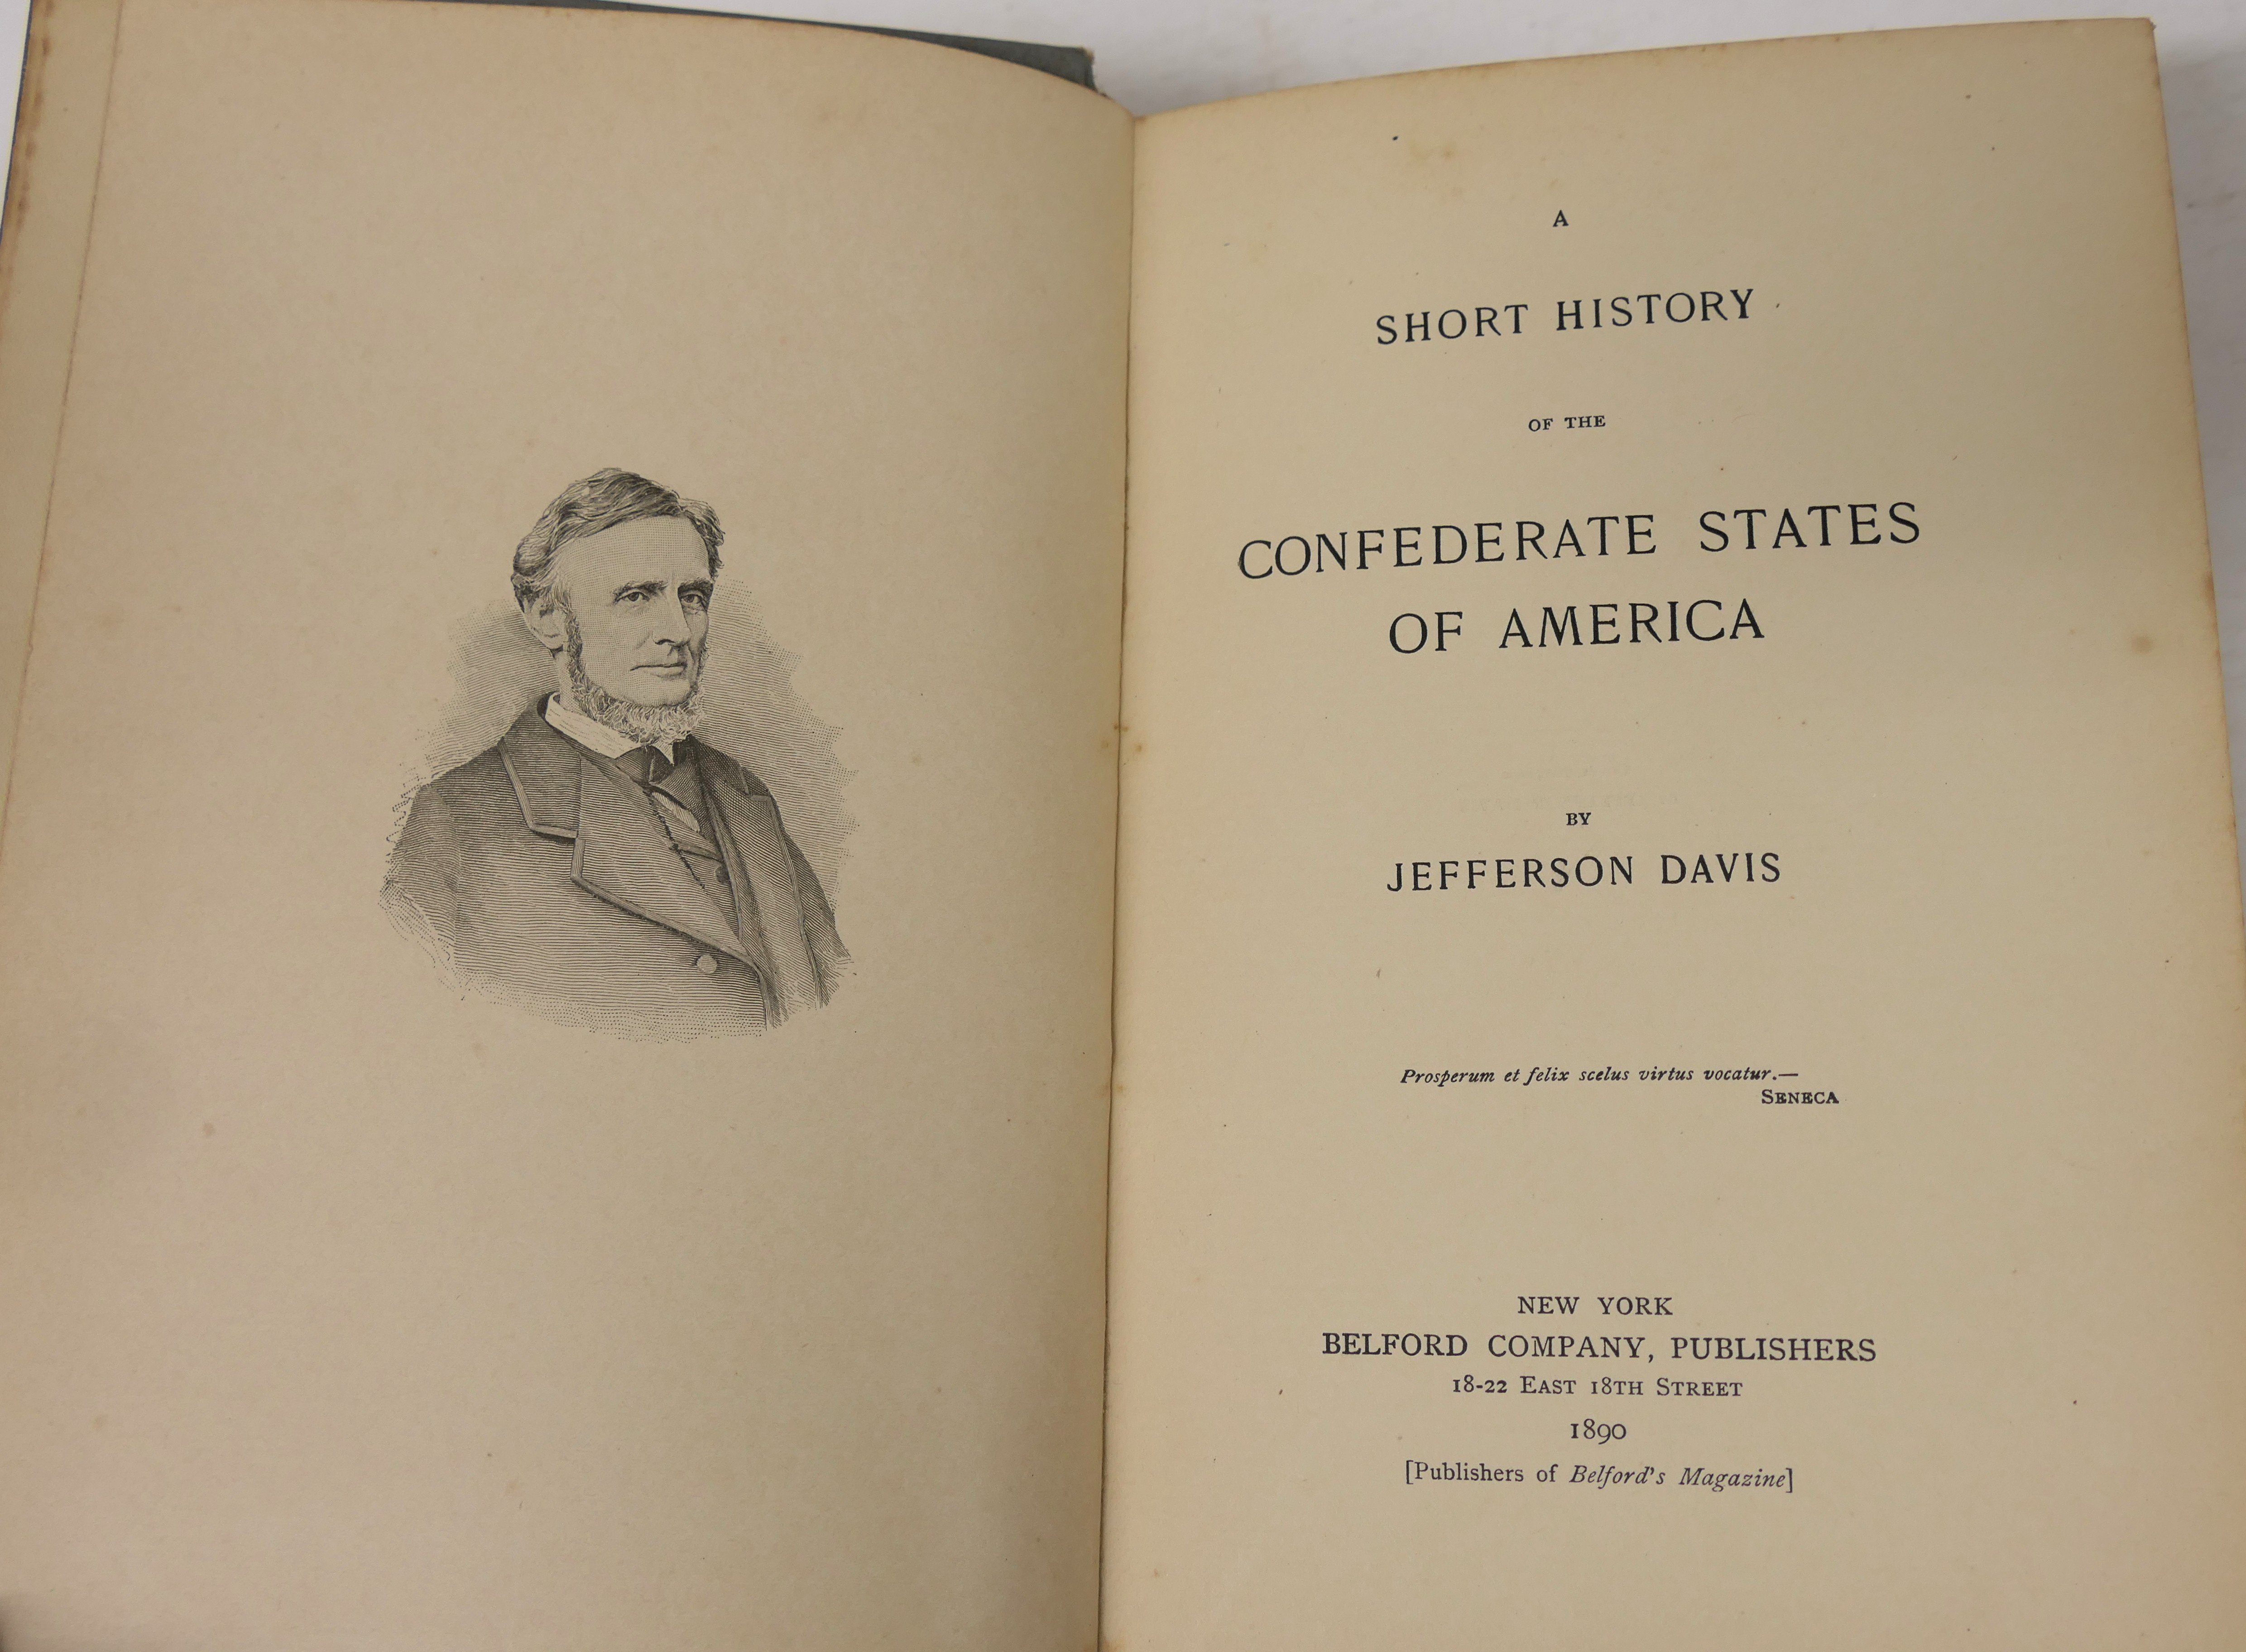 A
SHORT HISTORY
OF THE
CONFEDERATE STATES
OF AMERICA
BY
JEFFERSON DAVIS
Prosperum et felix scelus virtus vocatur.—
SENECA
NEW YORK
BELFORD COMPANY, PUBLISHERS
18-22 EAST 18TH STREET
1890
[Publishers of Belford's Magazine]